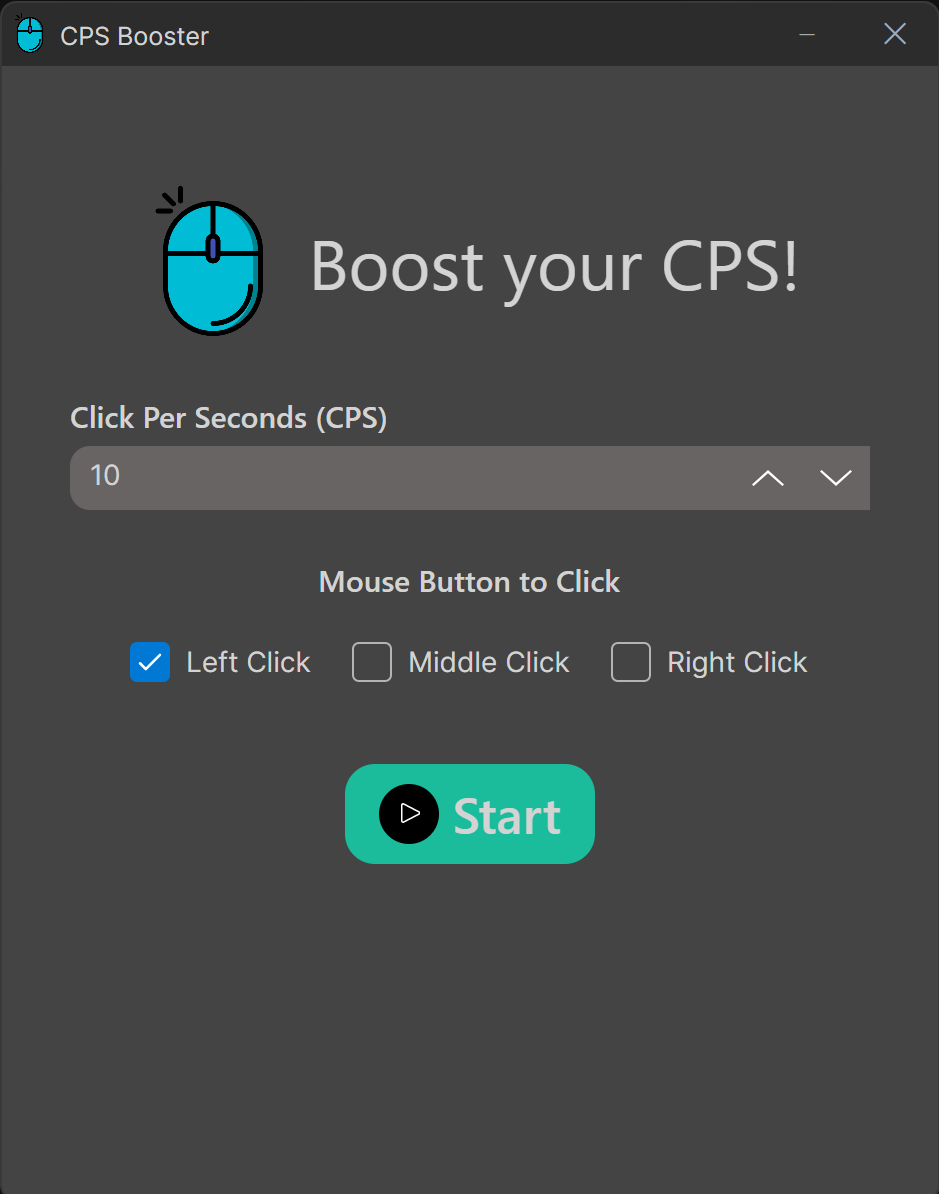 CPS Booster
Boost your CPS!
Click Per Seconds (CPS)
10
Mouse Button to Click
Left Click Middle Click Right Click
Start